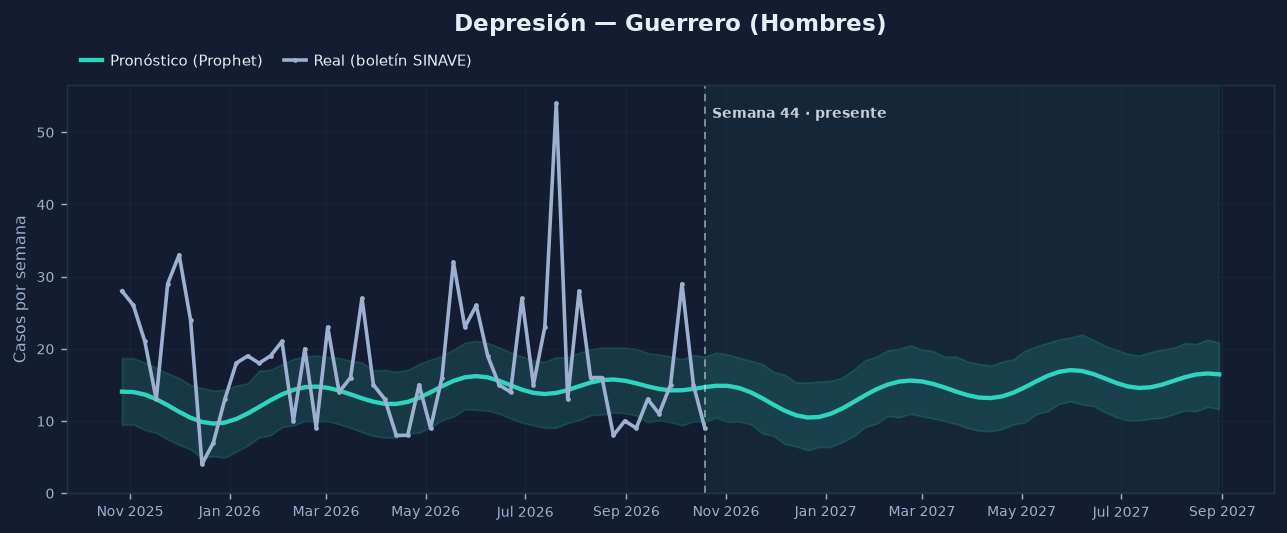 Depresión — Guerrero (Hombres)
Pronóstico (Prophet)
Real (boletín SINAVE)
Semana 44 · presente
Casos por semana
50
40
30
20
10
0
Nov 2025
Jan 2026
Mar 2026
May 2026
Jul 2026
Sep 2026
Nov 2026
Jan 2027
Mar 2027
May 2027
Jul 2027
Sep 2027